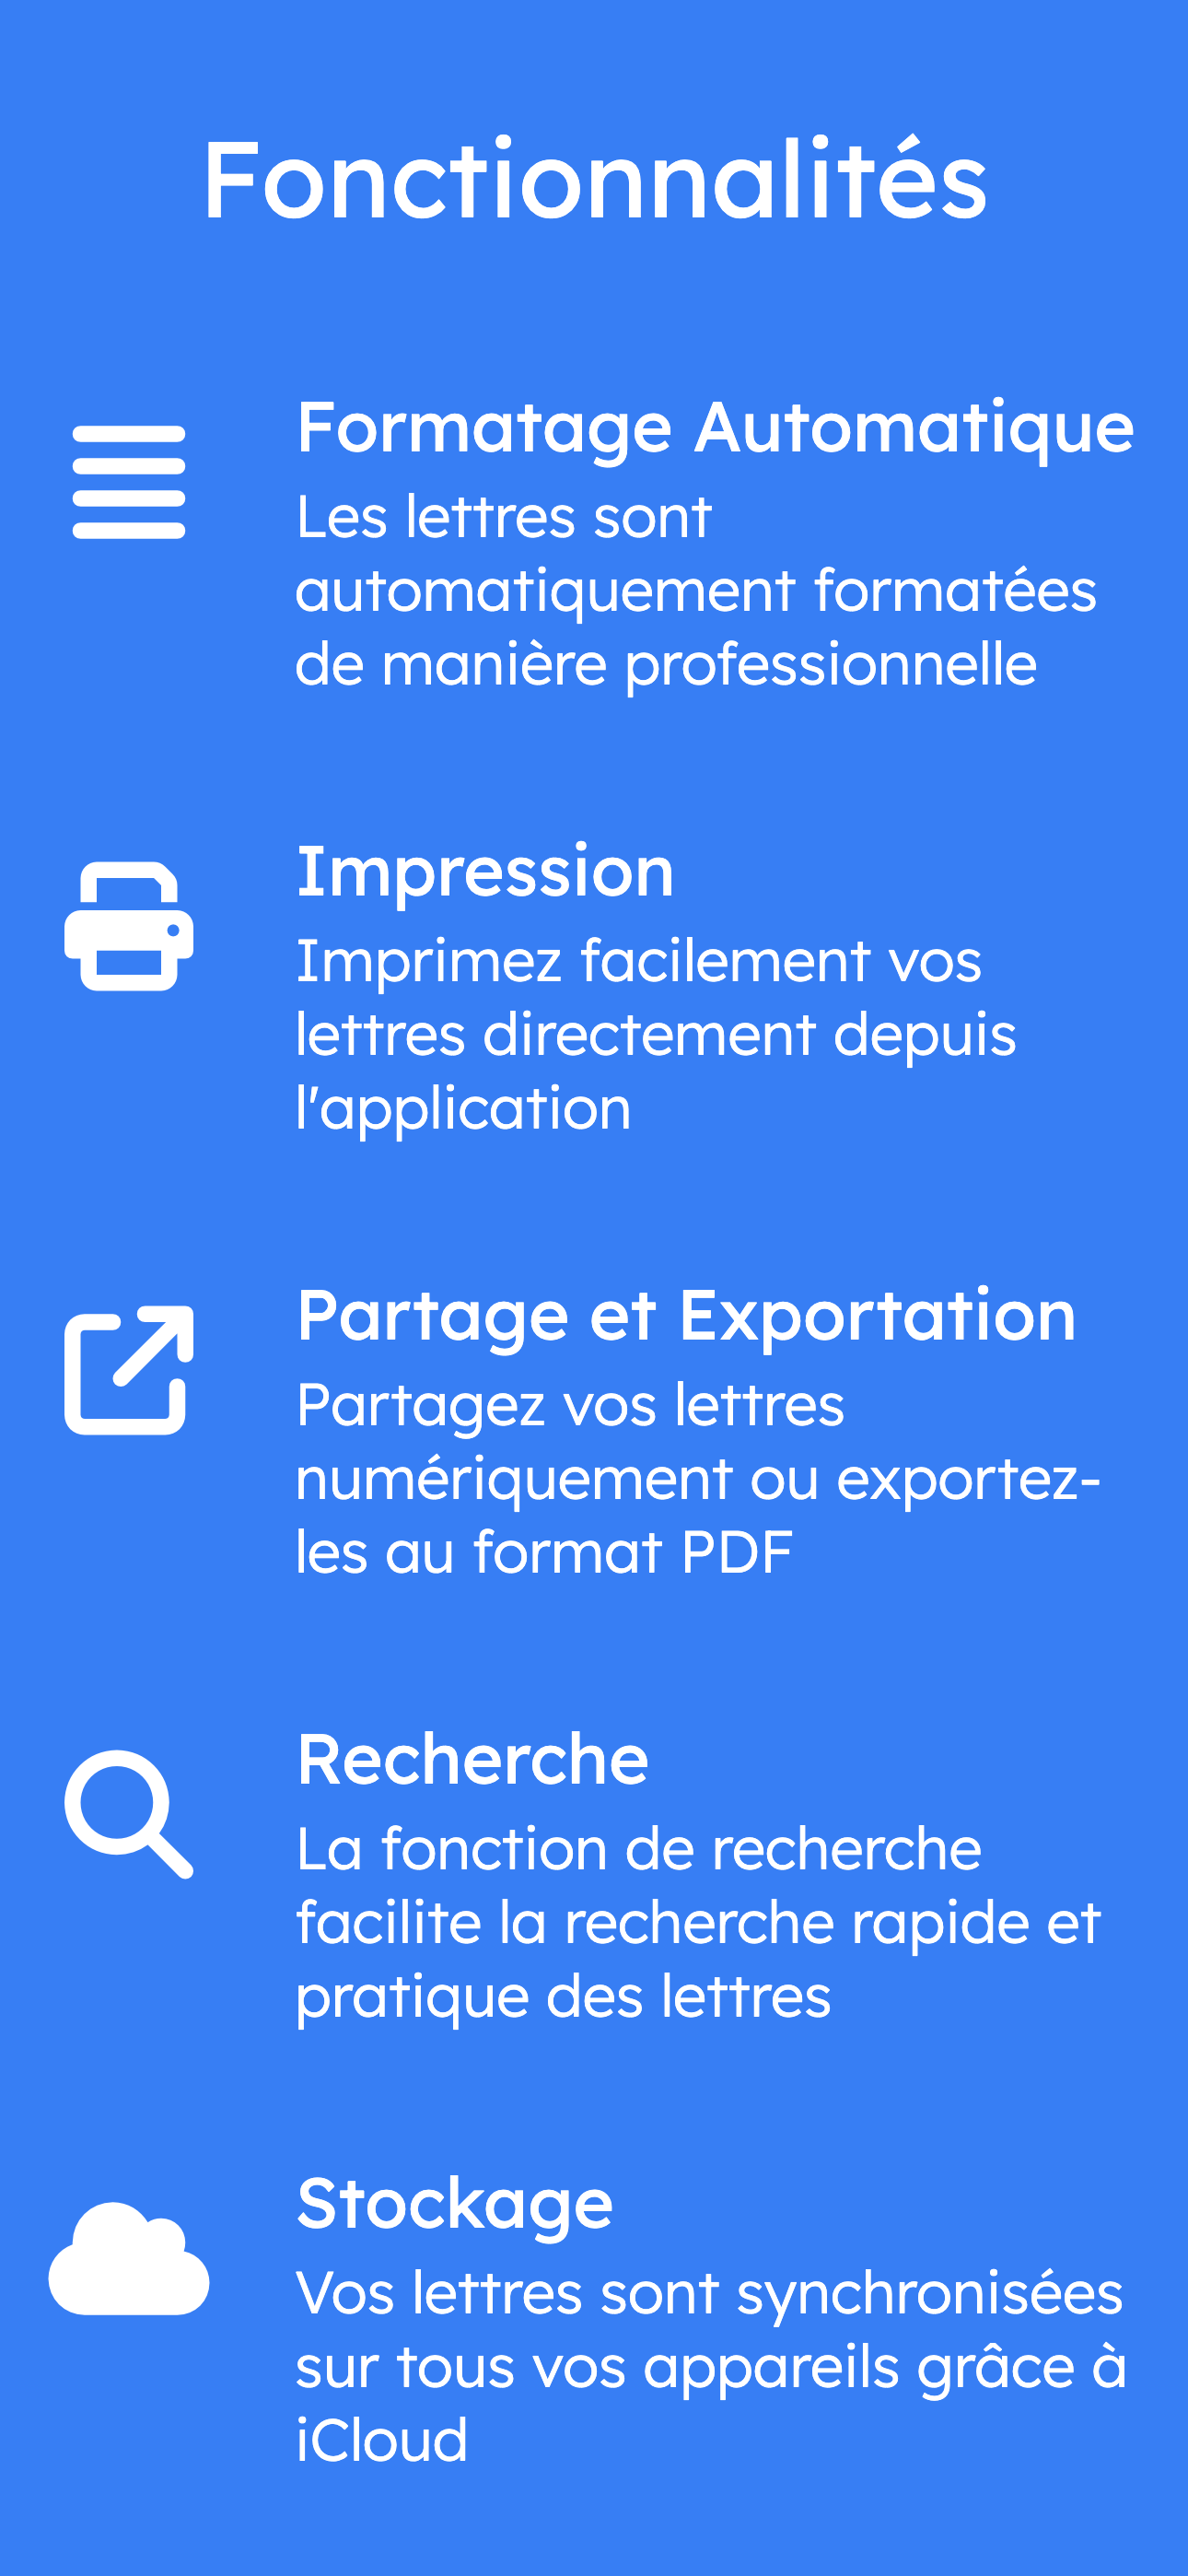 Fonctionnalités
Formatage Automatique
Les lettres sont
automatiquement formatées
de manière professionnelle
Impression
Imprimez facilement vos
lettres directement depuis
l'application
Partage et Exportation
Partagez vos lettres
numériquement ou exportez-
les au format PDF
Recherche
La fonction de recherche
facilite la recherche rapide et
pratique des lettres
Stockage
Vos lettres sont synchronisées
sur tous vos appareils grâce à
iCloud